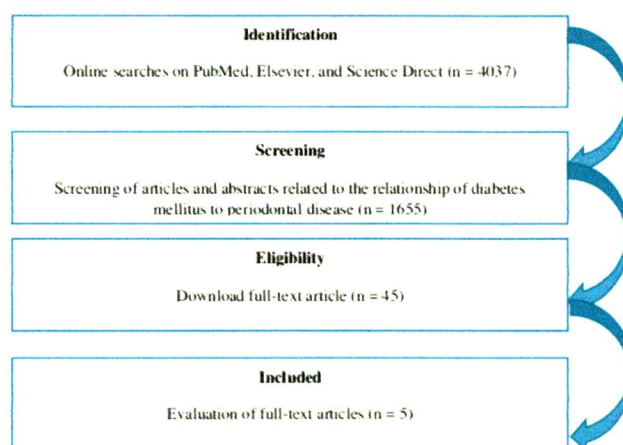 Identification
Online searches on PubMed, Elsevier, and Science Direct (n = 4037)
Screening
Screening of articles and abstracts related to the relationship of diabetes
mellitus to periodontal disease (n = 1655)
Eligibility
Download full-text article (n = 45)
Included
Evaluation of full-text articles (n = 5)